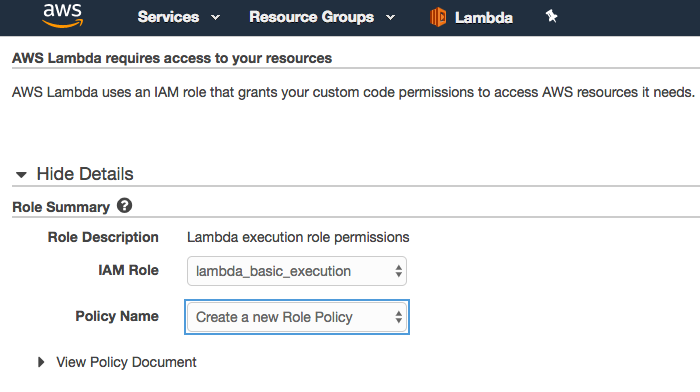 aws Services Resource Groups Lambda
AWS Lambda requires access to your resources
AWS Lambda uses an IAM role that grants your custom code permissions to access AWS resources it needs.
Hide Details
Role Summary ?
Role Description Lambda execution role permissions
IAM Role lambda_basic_execution
Policy Name Create a new Role Policy
View Policy Document